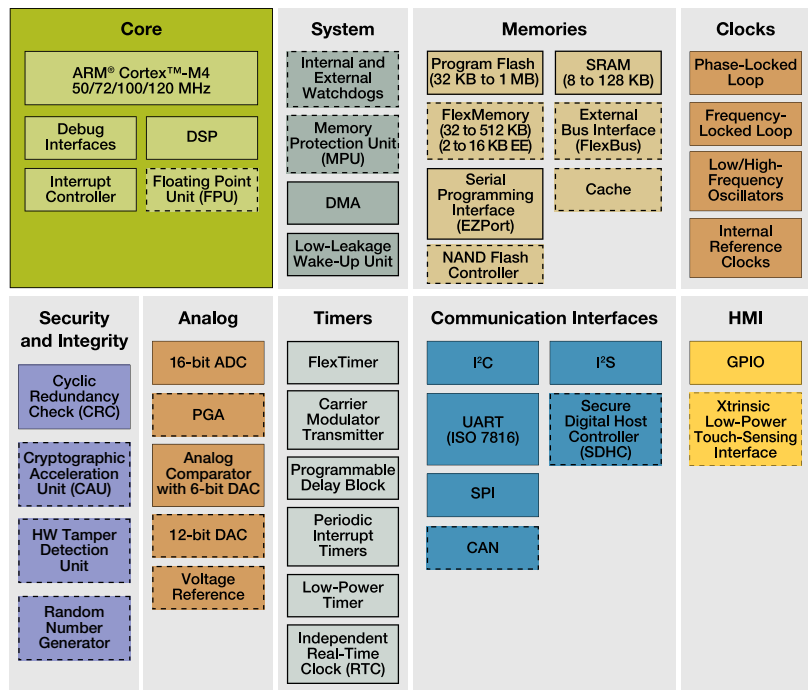 Core
ARM® Cortex™-M4
50/72/100/120 MHz
Debug
Interfaces
DSP
Interrupt
Controller
Floating Point
Unit (FPU)
System
Internal and
External
Watchdogs
Memory
Protection Unit
(MPU)
DMA
Low-Leakage
Wake-Up Unit
Memories
Program Flash
(32 KB to 1 MB)
SRAM
(8 to 128 KB)
FlexMemory
(32 to 512 KB)
(2 to 16 KB EE)
External
Bus Interface
(FlexBus)
Serial
Programming
Interface
(EZPort)
Cache
NAND Flash
Controller
Clocks
Phase-Locked
Loop
Frequency-
Locked Loop
Low/High-
Frequency
Oscillators
Internal
Reference
Clocks
Security
and Integrity
Cyclic
Redundancy
Check (CRC)
Cryptographic
Acceleration
Unit (CAU)
HW Tamper
Detection
Unit
Random
Number
Generator
Analog
16-bit ADC
PGA
Analog
Comparator
with 6-bit DAC
12-bit DAC
Voltage
Reference
Timers
FlexTimer
Carrier
Modulator
Transmitter
Programmable
Delay Block
Periodic
Interrupt
Timers
Low-Power
Timer
Independent
Real-Time
Clock (RTC)
Communication Interfaces
I²C
I²S
UART
(ISO 7816)
Secure
Digital Host
Controller
(SDHC)
SPI
CAN
HMI
GPIO
Xtrinsic
Low-Power
Touch-Sensing
Interface